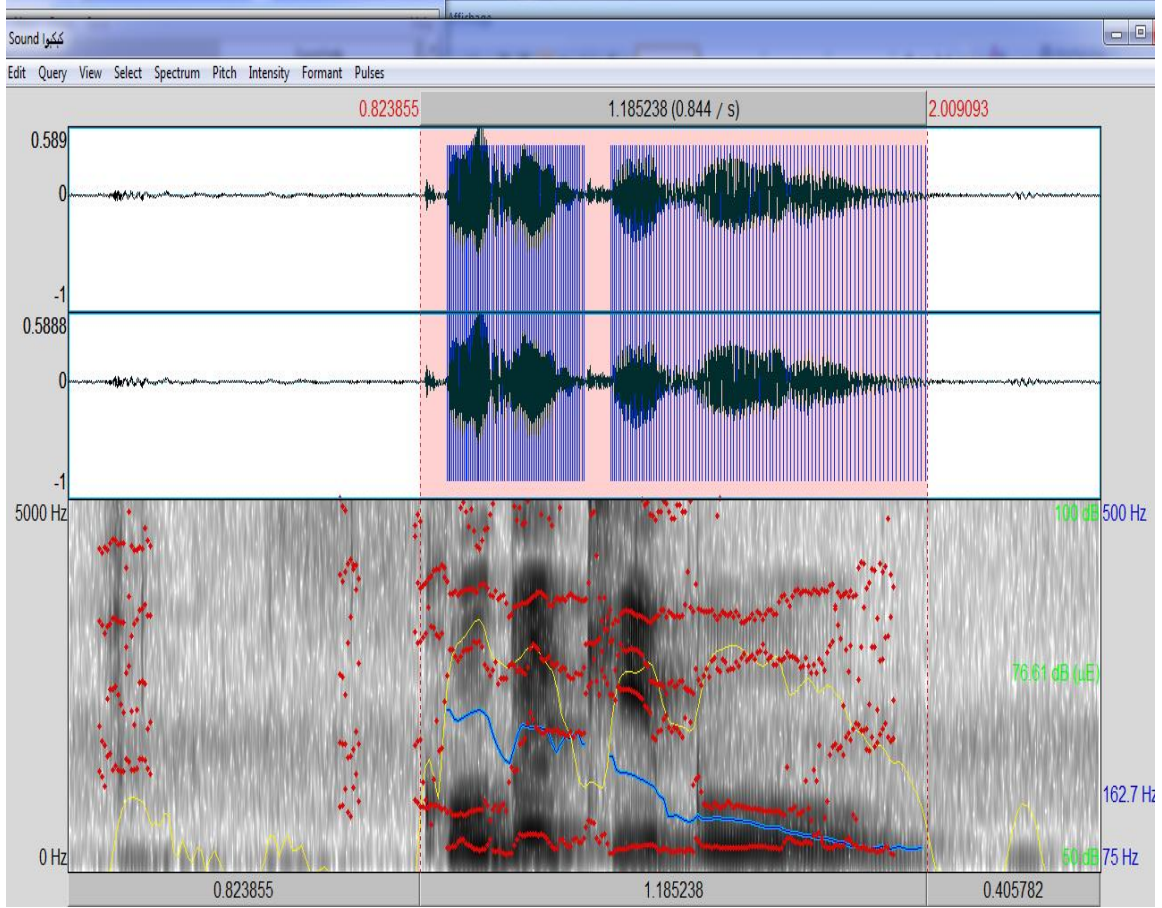 Affichage
Sound كبكبوا
Edit Query View Select Spectrum Pitch Intensity Formant Pulses
0.823855 1.185238 (0.844 / s) 2.009093
0.589
0
-1
0.5888
0
-1
5000 Hz 100 dB 500 Hz
76.61 dB (µE)
162.7 Hz
0 Hz 50 dB 75 Hz
0.823855 1.185238 0.405782